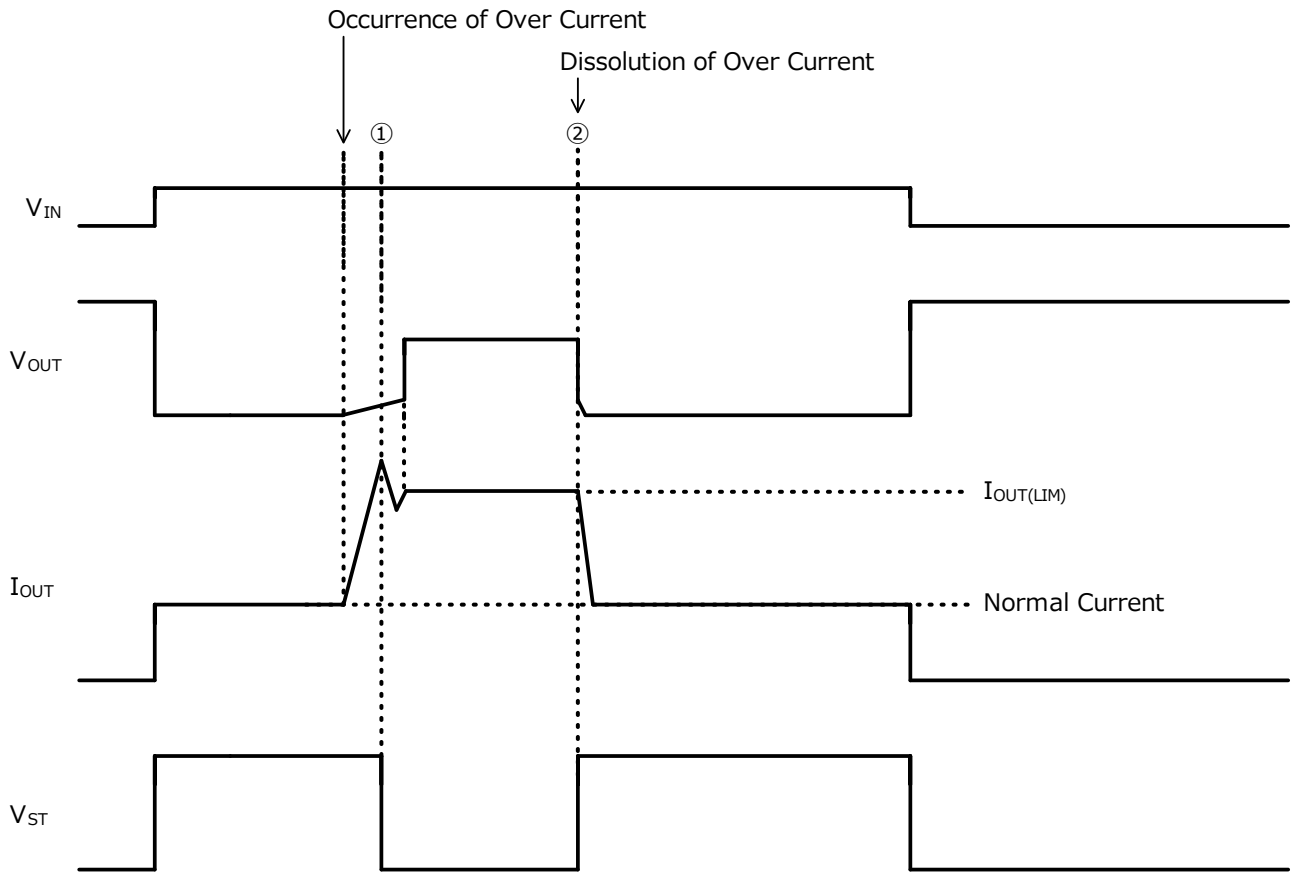 Occurrence of Over Current
Dissolution of Over Current
① ②
VIN
VOUT
IOUT(LIM)
IOUT
Normal Current
VST